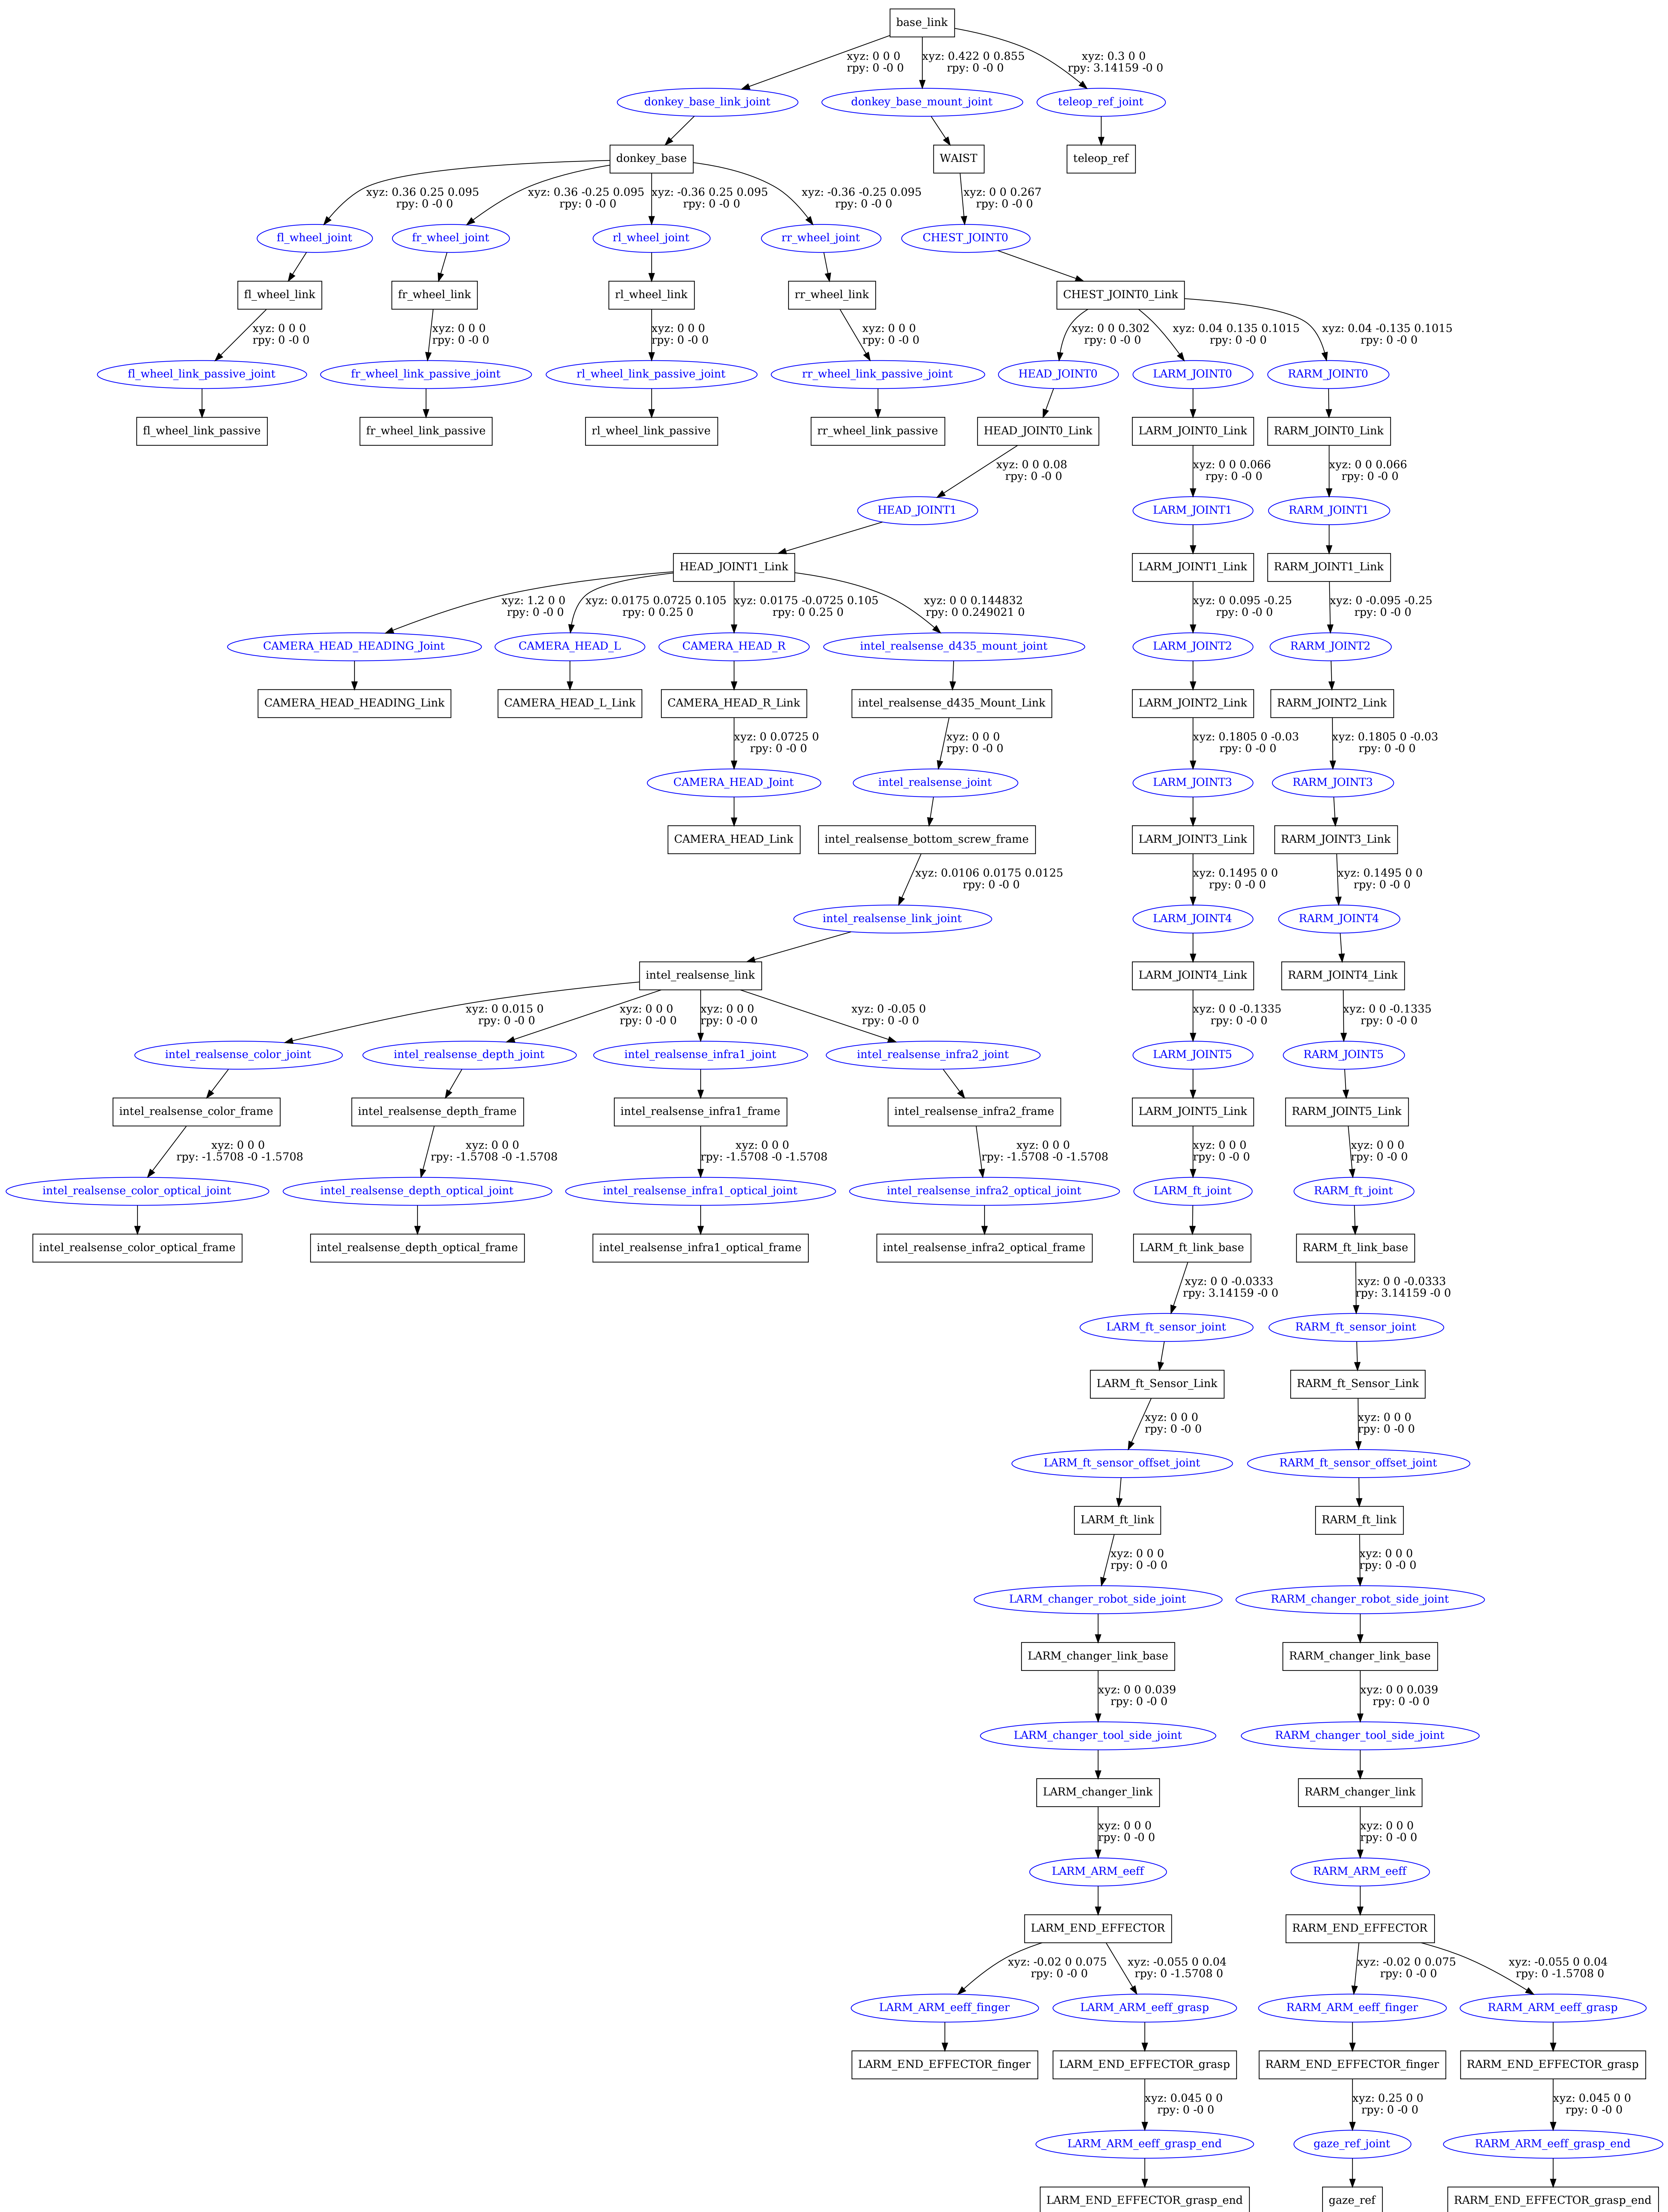 base_link
xyz: 0 0 0
rpy: 0 -0 0
xyz: 0.422 0 0.855
rpy: 0 -0 0
xyz: 0.3 0 0
rpy: 3.14159 -0 0
donkey_base_link_joint
donkey_base_mount_joint
teleop_ref_joint
donkey_base
WAIST
teleop_ref
xyz: 0.36 0.25 0.095
rpy: 0 -0 0
xyz: 0.36 -0.25 0.095
rpy: 0 -0 0
xyz: -0.36 0.25 0.095
rpy: 0 -0 0
xyz: -0.36 -0.25 0.095
rpy: 0 -0 0
xyz: 0 0 0.267
rpy: 0 -0 0
fl_wheel_joint
fr_wheel_joint
rl_wheel_joint
rr_wheel_joint
CHEST_JOINT0
fl_wheel_link
fr_wheel_link
rl_wheel_link
rr_wheel_link
CHEST_JOINT0_Link
xyz: 0 0 0
rpy: 0 -0 0
xyz: 0 0 0
rpy: 0 -0 0
xyz: 0 0 0
rpy: 0 -0 0
xyz: 0 0 0
rpy: 0 -0 0
xyz: 0 0 0.302
rpy: 0 -0 0
xyz: 0.04 0.135 0.1015
rpy: 0 -0 0
xyz: 0.04 -0.135 0.1015
rpy: 0 -0 0
fl_wheel_link_passive_joint
fr_wheel_link_passive_joint
rl_wheel_link_passive_joint
rr_wheel_link_passive_joint
HEAD_JOINT0
LARM_JOINT0
RARM_JOINT0
fl_wheel_link_passive
fr_wheel_link_passive
rl_wheel_link_passive
rr_wheel_link_passive
HEAD_JOINT0_Link
LARM_JOINT0_Link
RARM_JOINT0_Link
xyz: 0 0 0.08
rpy: 0 -0 0
xyz: 0 0 0.066
rpy: 0 -0 0
xyz: 0 0 0.066
rpy: 0 -0 0
HEAD_JOINT1
LARM_JOINT1
RARM_JOINT1
HEAD_JOINT1_Link
LARM_JOINT1_Link
RARM_JOINT1_Link
xyz: 1.2 0 0
rpy: 0 -0 0
xyz: 0.0175 0.0725 0.105
rpy: 0 0.25 0
xyz: 0.0175 -0.0725 0.105
rpy: 0 0.25 0
xyz: 0 0 0.144832
rpy: 0 0.249021 0
xyz: 0 0.095 -0.25
rpy: 0 -0 0
xyz: 0 -0.095 -0.25
rpy: 0 -0 0
CAMERA_HEAD_HEADING_Joint
CAMERA_HEAD_L
CAMERA_HEAD_R
intel_realsense_d435_mount_joint
LARM_JOINT2
RARM_JOINT2
CAMERA_HEAD_HEADING_Link
CAMERA_HEAD_L_Link
CAMERA_HEAD_R_Link
intel_realsense_d435_Mount_Link
LARM_JOINT2_Link
RARM_JOINT2_Link
xyz: 0 0.0725 0
rpy: 0 -0 0
xyz: 0 0 0
rpy: 0 -0 0
xyz: 0.1805 0 -0.03
rpy: 0 -0 0
xyz: 0.1805 0 -0.03
rpy: 0 -0 0
CAMERA_HEAD_Joint
intel_realsense_joint
LARM_JOINT3
RARM_JOINT3
CAMERA_HEAD_Link
intel_realsense_bottom_screw_frame
LARM_JOINT3_Link
RARM_JOINT3_Link
xyz: 0.0106 0.0175 0.0125
rpy: 0 -0 0
xyz: 0.1495 0 0
rpy: 0 -0 0
xyz: 0.1495 0 0
rpy: 0 -0 0
intel_realsense_link_joint
LARM_JOINT4
RARM_JOINT4
intel_realsense_link
LARM_JOINT4_Link
RARM_JOINT4_Link
xyz: 0 0.015 0
rpy: 0 -0 0
xyz: 0 0 0
rpy: 0 -0 0
xyz: 0 0 0
rpy: 0 -0 0
xyz: 0 -0.05 0
rpy: 0 -0 0
xyz: 0 0 -0.1335
rpy: 0 -0 0
xyz: 0 0 -0.1335
rpy: 0 -0 0
intel_realsense_color_joint
intel_realsense_depth_joint
intel_realsense_infra1_joint
intel_realsense_infra2_joint
LARM_JOINT5
RARM_JOINT5
intel_realsense_color_frame
intel_realsense_depth_frame
intel_realsense_infra1_frame
intel_realsense_infra2_frame
LARM_JOINT5_Link
RARM_JOINT5_Link
xyz: 0 0 0
rpy: -1.5708 -0 -1.5708
xyz: 0 0 0
rpy: -1.5708 -0 -1.5708
xyz: 0 0 0
rpy: -1.5708 -0 -1.5708
xyz: 0 0 0
rpy: -1.5708 -0 -1.5708
xyz: 0 0 0
rpy: 0 -0 0
xyz: 0 0 0
rpy: 0 -0 0
intel_realsense_color_optical_joint
intel_realsense_depth_optical_joint
intel_realsense_infra1_optical_joint
intel_realsense_infra2_optical_joint
LARM_ft_joint
RARM_ft_joint
intel_realsense_color_optical_frame
intel_realsense_depth_optical_frame
intel_realsense_infra1_optical_frame
intel_realsense_infra2_optical_frame
LARM_ft_link_base
RARM_ft_link_base
xyz: 0 0 -0.0333
rpy: 3.14159 -0 0
xyz: 0 0 -0.0333
rpy: 3.14159 -0 0
LARM_ft_sensor_joint
RARM_ft_sensor_joint
LARM_ft_Sensor_Link
RARM_ft_Sensor_Link
xyz: 0 0 0
rpy: 0 -0 0
xyz: 0 0 0
rpy: 0 -0 0
LARM_ft_sensor_offset_joint
RARM_ft_sensor_offset_joint
LARM_ft_link
RARM_ft_link
xyz: 0 0 0
rpy: 0 -0 0
xyz: 0 0 0
rpy: 0 -0 0
LARM_changer_robot_side_joint
RARM_changer_robot_side_joint
LARM_changer_link_base
RARM_changer_link_base
xyz: 0 0 0.039
rpy: 0 -0 0
xyz: 0 0 0.039
rpy: 0 -0 0
LARM_changer_tool_side_joint
RARM_changer_tool_side_joint
LARM_changer_link
RARM_changer_link
xyz: 0 0 0
rpy: 0 -0 0
xyz: 0 0 0
rpy: 0 -0 0
LARM_ARM_eeff
RARM_ARM_eeff
LARM_END_EFFECTOR
RARM_END_EFFECTOR
xyz: -0.02 0 0.075
rpy: 0 -0 0
xyz: -0.055 0 0.04
rpy: 0 -1.5708 0
xyz: -0.02 0 0.075
rpy: 0 -0 0
xyz: -0.055 0 0.04
rpy: 0 -1.5708 0
LARM_ARM_eeff_finger
LARM_ARM_eeff_grasp
RARM_ARM_eeff_finger
RARM_ARM_eeff_grasp
LARM_END_EFFECTOR_finger
LARM_END_EFFECTOR_grasp
RARM_END_EFFECTOR_finger
RARM_END_EFFECTOR_grasp
xyz: 0.045 0 0
rpy: 0 -0 0
xyz: 0.25 0 0
rpy: 0 -0 0
xyz: 0.045 0 0
rpy: 0 -0 0
LARM_ARM_eeff_grasp_end
gaze_ref_joint
RARM_ARM_eeff_grasp_end
LARM_END_EFFECTOR_grasp_end
gaze_ref
RARM_END_EFFECTOR_grasp_end